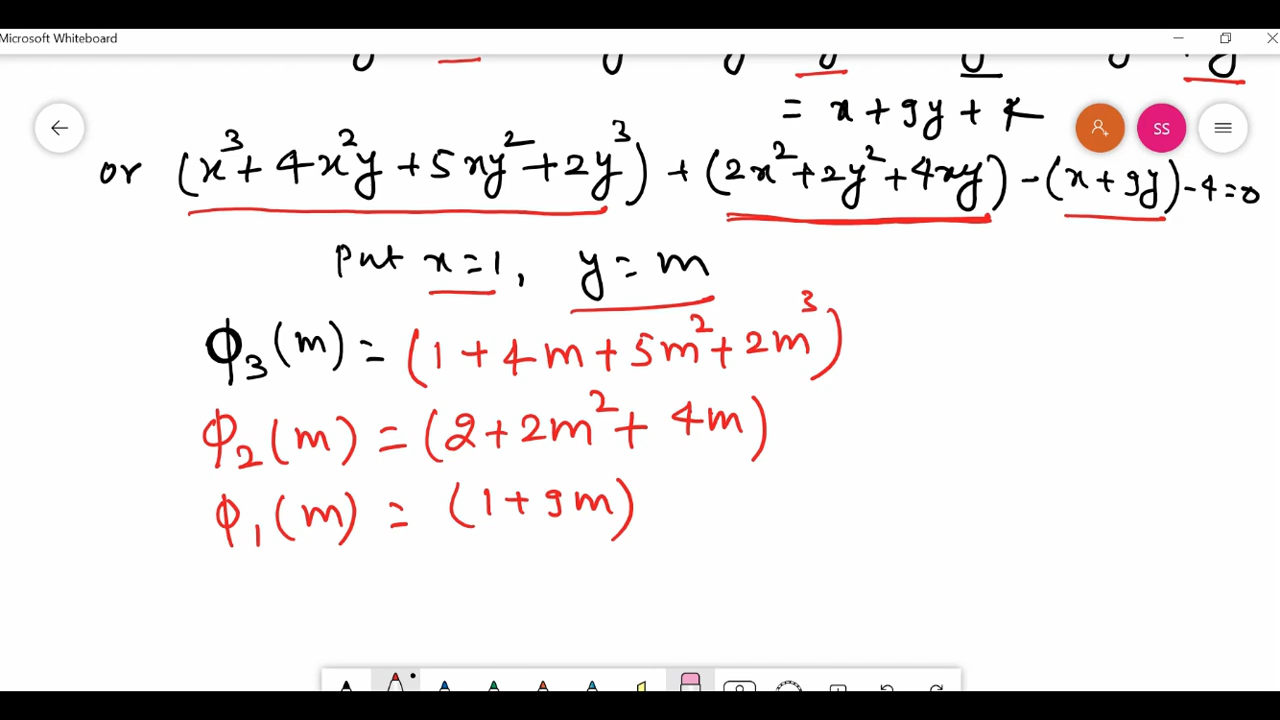 Microsoft Whiteboard
= x + 9y +
SS
or (x³ + 4x²y + 5xy² + 2y³) + (2x² + 2y² + 4xy) - (x + 9y) - 4 = 0
Put x = 1, y = m
Φ₃(m) = (1 + 4m + 5m² + 2m³)
Φ₂(m) = (2 + 2m² + 4m)
Φ₁(m) = (1 + 9m)